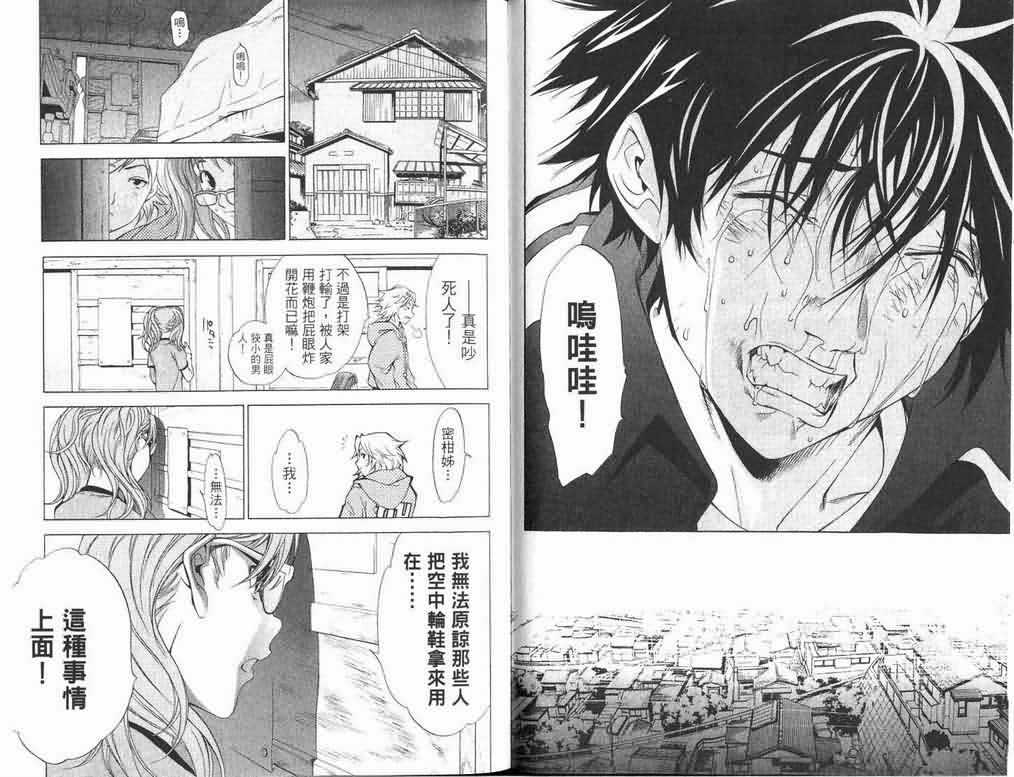 嗚哇哇！
嗚…
嗚嗚！
——真是吵
死人了！
不過是打架
打輸了，被人家
用鞭炮把屁眼炸
開花而已嘛！
真是屁眼
狹小的男
人！
密柑姊…
…我…
…無法…
我無法原諒那些人
把空中輪鞋拿來用
在……
這種事情
上面！